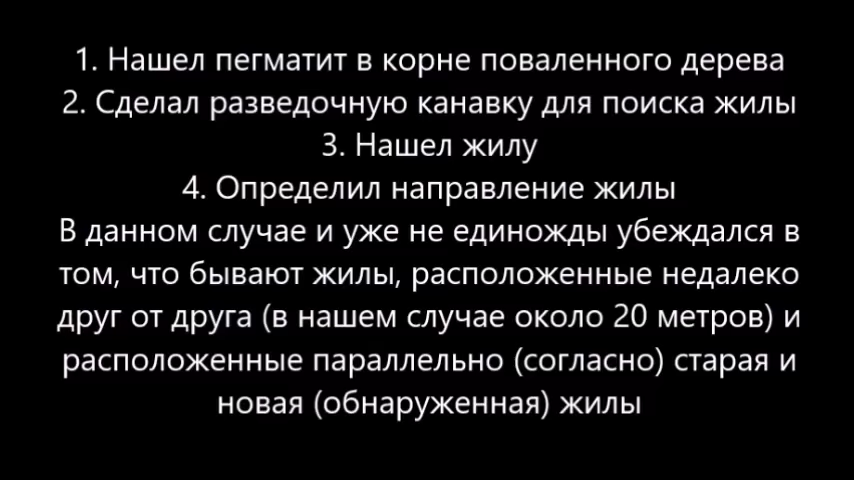 1. Нашел пегматит в корне поваленного дерева
2. Сделал разведочную канавку для поиска жилы
3. Нашел жилу
4. Определил направление жилы
В данном случае и уже не единожды убеждался в
том, что бывают жилы, расположенные недалеко
друг от друга (в нашем случае около 20 метров) и
расположенные параллельно (согласно) старая и
новая (обнаруженная) жилы